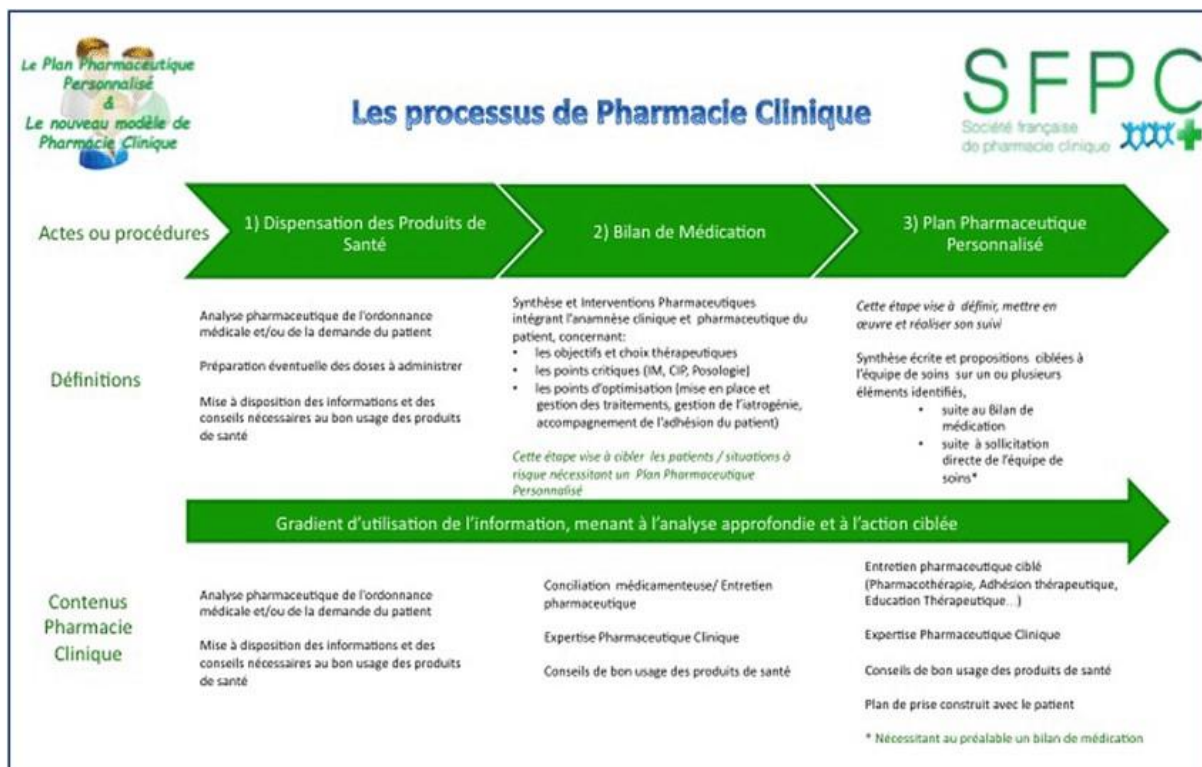 Le Plan Pharmaceutique
Personnalisé
&
Le nouveau modèle de
Pharmacie Clinique
Les processus de Pharmacie Clinique
SFPC
Société française
de pharmacie clinique
Actes ou procédures
1) Dispensation des Produits de
Santé
2) Bilan de Médication
3) Plan Pharmaceutique
Personnalisé
Définitions
Analyse pharmaceutique de l'ordonnance
médicale et/ou de la demande du patient
Préparation éventuelle des doses à administrer
Mise à disposition des informations et des
conseils nécessaires au bon usage des produits
de santé
Synthèse et Interventions Pharmaceutiques
intégrant l'anamnèse clinique et pharmaceutique du
patient, concernant:
• les objectifs et choix thérapeutiques
• les points critiques (IM, CIP, Posologie)
• les points d'optimisation (mise en place et
gestion des traitements, gestion de l'iatrogénie,
accompagnement de l'adhésion du patient)
Cette étape vise à cibler les patients / situations à
risque nécessitant un Plan Pharmaceutique
Personnalisé
Cette étape vise à définir, mettre en
œuvre et réaliser son suivi
Synthèse écrite et propositions ciblées à
l'équipe de soins sur un ou plusieurs
éléments identifiés,
• suite au Bilan de
médication
• suite à sollicitation
directe de l'équipe de
soins*
Gradient d'utilisation de l'information, menant à l'analyse approfondie et à l'action ciblée
Contenus
Pharmacie
Clinique
Analyse pharmaceutique de l'ordonnance
médicale et/ou de la demande du patient
Mise à disposition des informations et des
conseils nécessaires au bon usage des produits
de santé
Conciliation médicamenteuse/ Entretien
pharmaceutique
Expertise Pharmaceutique Clinique
Conseils de bon usage des produits de santé
Entretien pharmaceutique ciblé
(Pharmacothérapie, Adhésion thérapeutique,
Education Thérapeutique...)
Expertise Pharmaceutique Clinique
Conseils de bon usage des produits de santé
Plan de prise construit avec le patient
* Nécessitant au préalable un bilan de médication